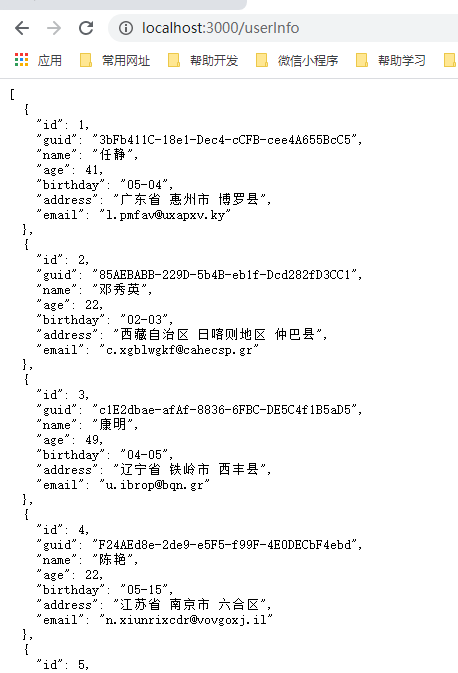 localhost:3000/userInfo
应用 常用网址 帮助开发 微信小程序 帮助学习
[
{
"id": 1,
"guid": "3bFb411C-18e1-Dec4-cCFB-cee4A655BcC5",
"name": "任静",
"age": 41,
"birthday": "05-04",
"address": "广东省 惠州市 博罗县",
"email": "l.pmfav@uxapxv.ky"
},
{
"id": 2,
"guid": "85AEBABB-229D-5b4B-eb1f-Dcd282fD3CC1",
"name": "邓秀英",
"age": 22,
"birthday": "02-03",
"address": "西藏自治区 日喀则地区 仲巴县",
"email": "c.xgblwgkf@cahecsp.gr"
},
{
"id": 3,
"guid": "c1E2dbae-afAf-8836-6FBC-DE5C4f1B5aD5",
"name": "康明",
"age": 49,
"birthday": "04-05",
"address": "辽宁省 铁岭市 西丰县",
"email": "u.ibrop@bqn.gr"
},
{
"id": 4,
"guid": "F24AEd8e-2de9-e5F5-f99F-4E0DECbF4ebd",
"name": "陈艳",
"age": 22,
"birthday": "05-15",
"address": "江苏省 南京市 六合区",
"email": "n.xiunrixcdr@vovgoxj.il"
},
{
"id": 5,